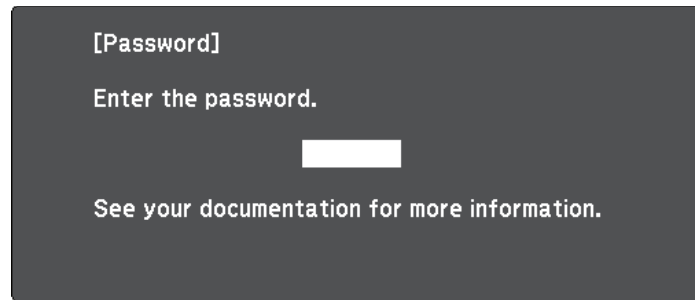 [Password]
Enter the password.
See your documentation for more information.